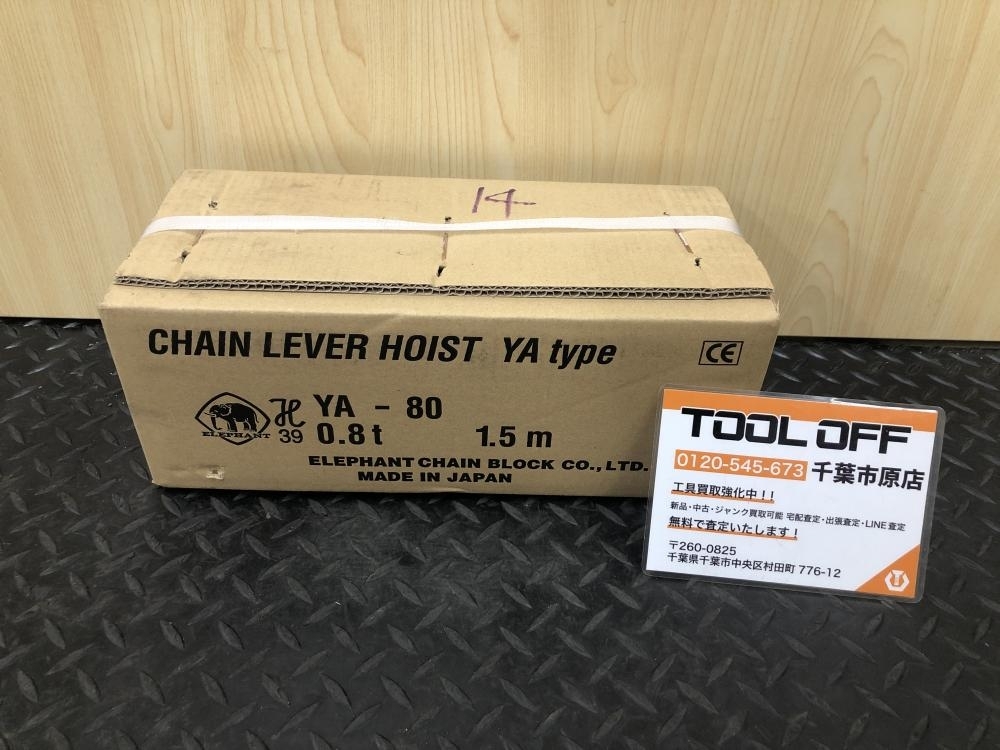 14
CHAIN LEVER HOIST YA type
CE
YA - 80
39 0.8t 1.5m
ELEPHANT
ELEPHANT CHAIN BLOCK CO., LTD.
MADE IN JAPAN
TOOL OFF
0120-545-673 千葉市原店
工具買取強化中!!
新品・中古・ジャンク買取可能 宅配査定・出張査定・LINE査定
無料で査定いたします!
〒260-0825
千葉県千葉市中央区村田町 776-12